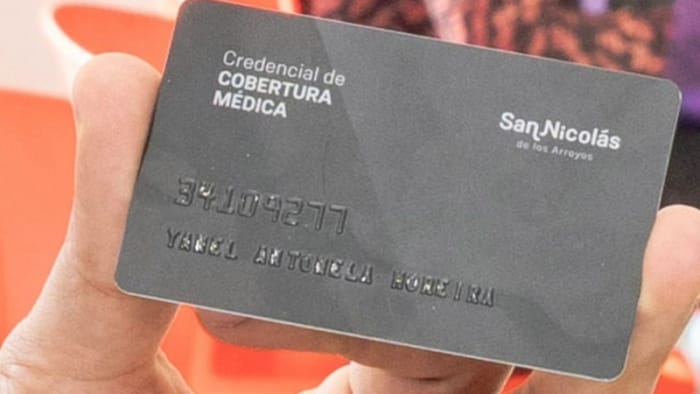 Credencial de
COBERTURA
MÉDICA
San Nicolás
de los Arroyos
34109277
YANEL ANTONELA MOREIRA